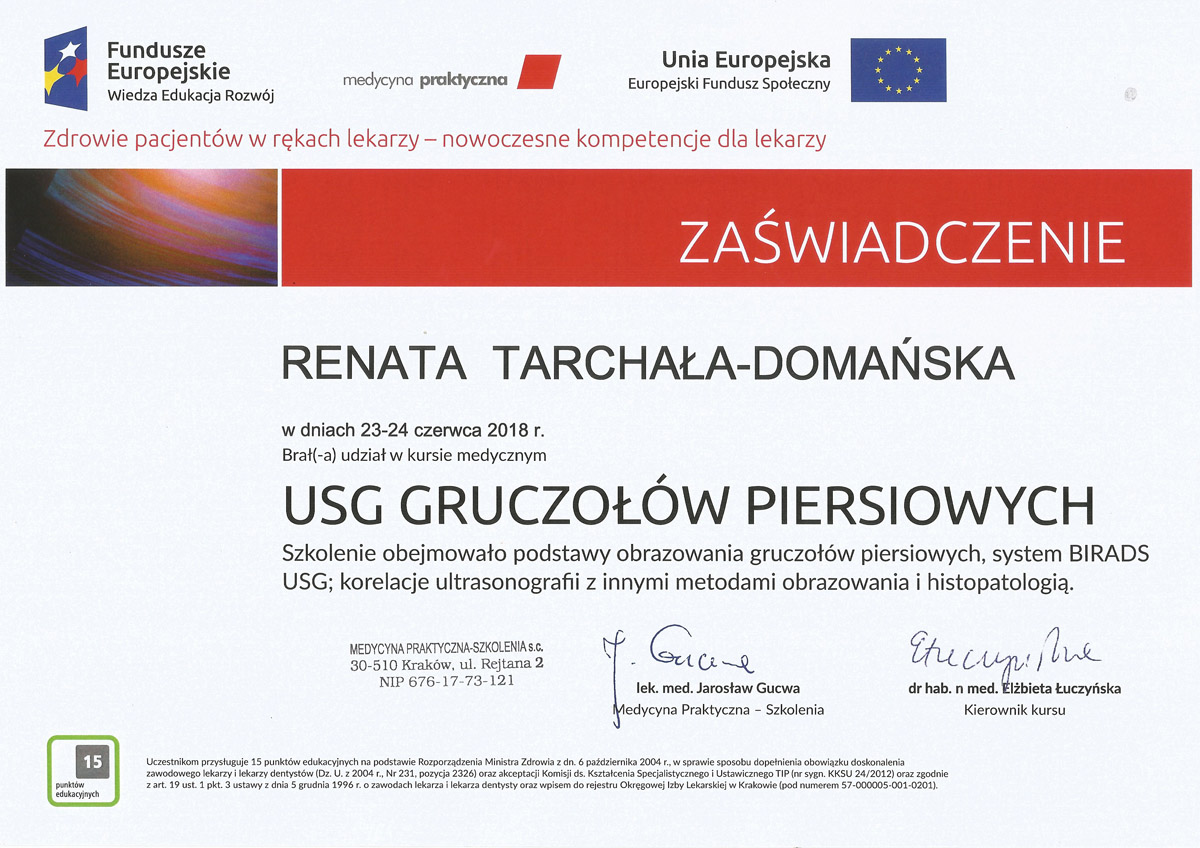 Fundusze
Europejskie
Wiedza Edukacja Rozwój
medycyna praktyczna
Unia Europejska
Europejski Fundusz Społeczny
Zdrowie pacjentów w rękach lekarzy – nowoczesne kompetencje dla lekarzy
ZAŚWIADCZENIE
RENATA TARCHAŁA-DOMAŃSKA
w dniach 23-24 czerwca 2018 r.
Brał(-a) udział w kursie medycznym
USG GRUCZOŁÓW PIERSIOWYCH
Szkolenie obejmowało podstawy obrazowania gruczołów piersiowych, system BIRADS
USG; korelacje ultrasonografii z innymi metodami obrazowania i histopatologią.
MEDYCYNA PRAKTYCZNA-SZKOLENIA s.c.
30-510 Kraków, ul. Rejtana 2
NIP 676-17-73-121
J. Gucwa
lek. med. Jarosław Gucwa
Medycyna Praktyczna – Szkolenia
dr hab. n med. Elżbieta Łuczyńska
Kierownik kursu
15
punktów
edukacyjnych
Uczestnikom przysługuje 15 punktów edukacyjnych na podstawie Rozporządzenia Ministra Zdrowia z dn. 6 października 2004 r., w sprawie sposobu dopełnienia obowiązku doskonalenia
zawodowego lekarzy i lekarzy dentystów (Dz. U. z 2004 r., Nr 231, pozycja 2326) oraz akceptacji Komisji ds. Kształcenia Specjalistycznego i Ustawicznego TIP (nr sygn. KKSU 24/2012) oraz zgodnie
z art. 19 ust. 1 pkt. 3 ustawy z dnia 5 grudnia 1996 r. o zawodach lekarza i lekarza dentysty oraz wpisem do rejestru Okręgowej Izby Lekarskiej w Krakowie (pod numerem 57-000005-001-0201).